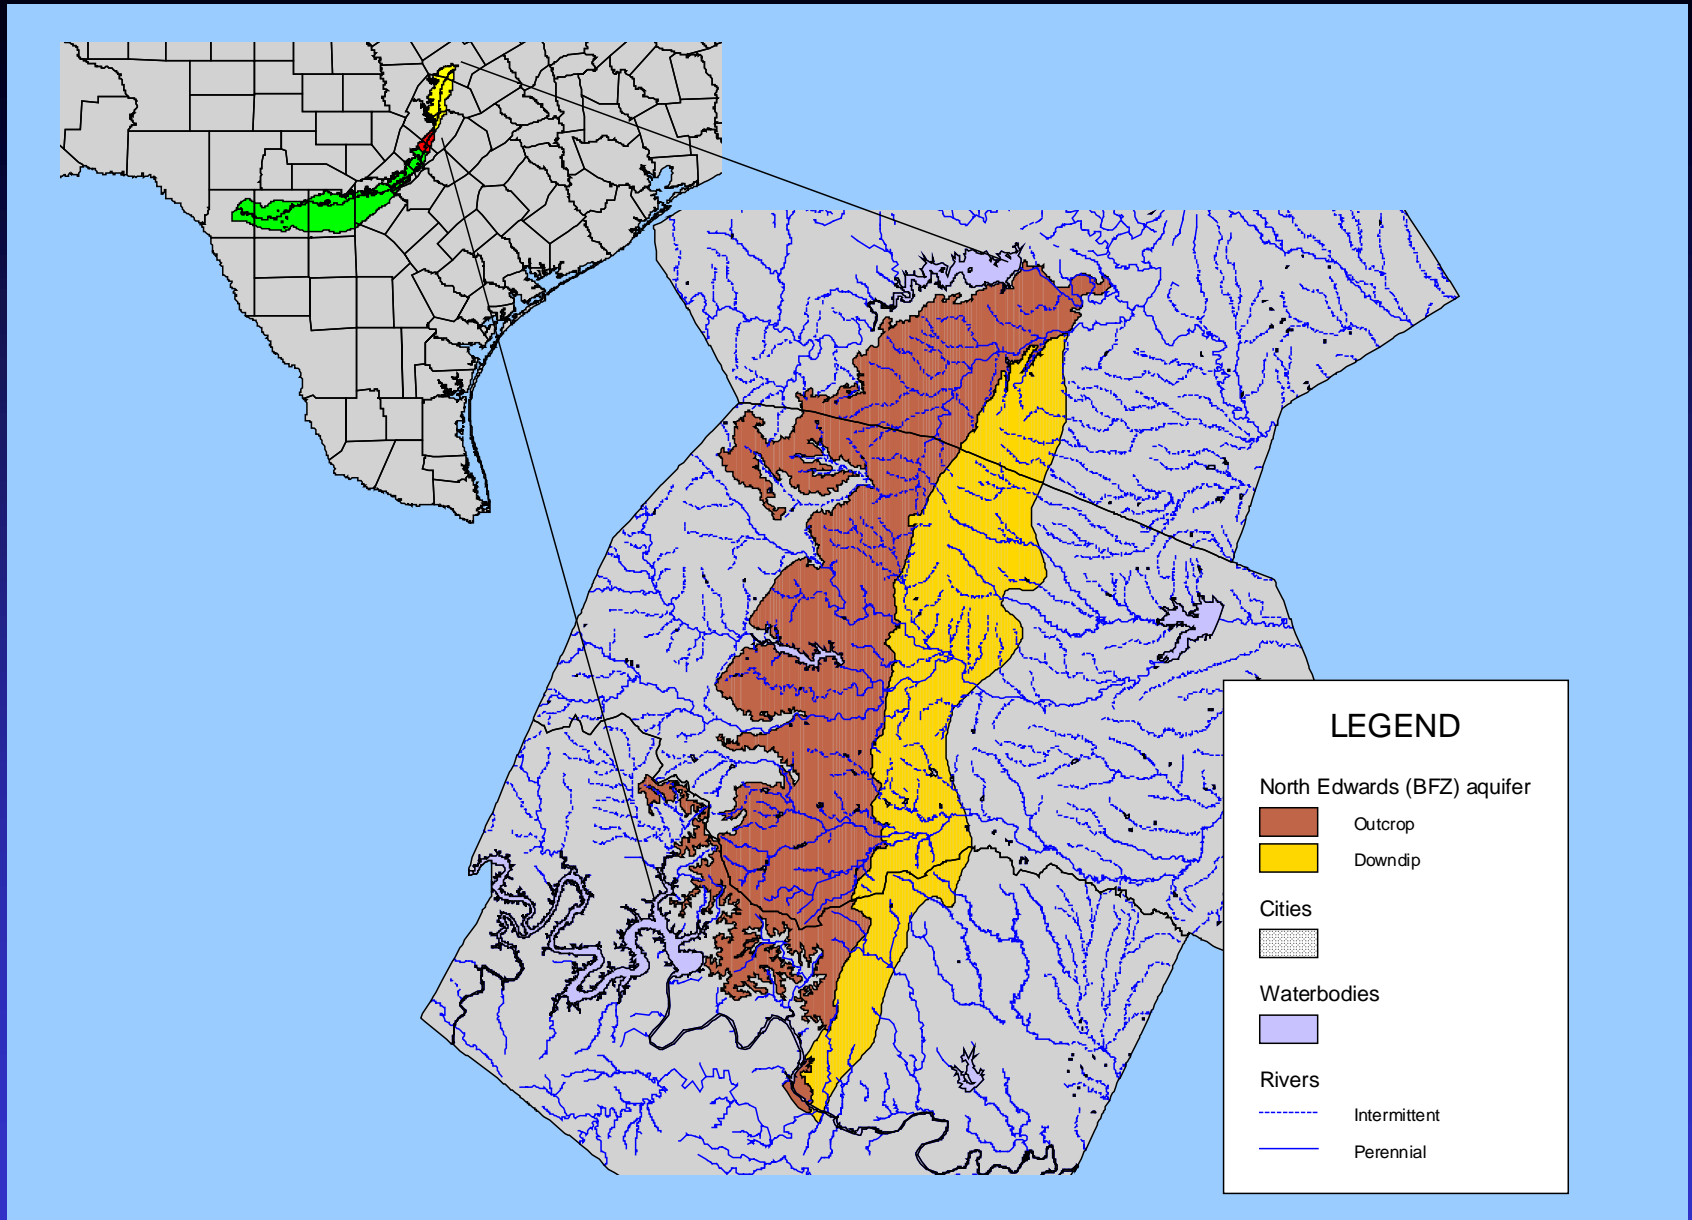 LEGEND
North Edwards (BFZ) aquifer
Outcrop
Downdip
Cities
Waterbodies
Rivers
Intermittent
Perennial